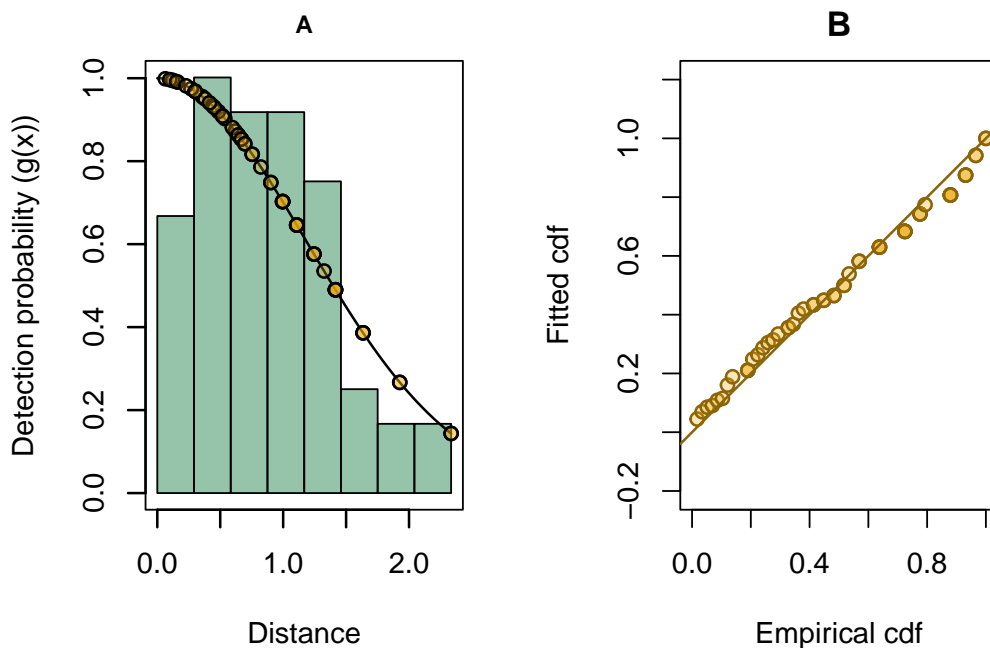 A
Detection probability (g(x))
1.0
0.8
0.6
0.4
0.2
0.0
0.0 1.0 2.0
Distance
B
Fitted cdf
1.0
0.6
0.2
−0.2
0.0 0.4 0.8
Empirical cdf